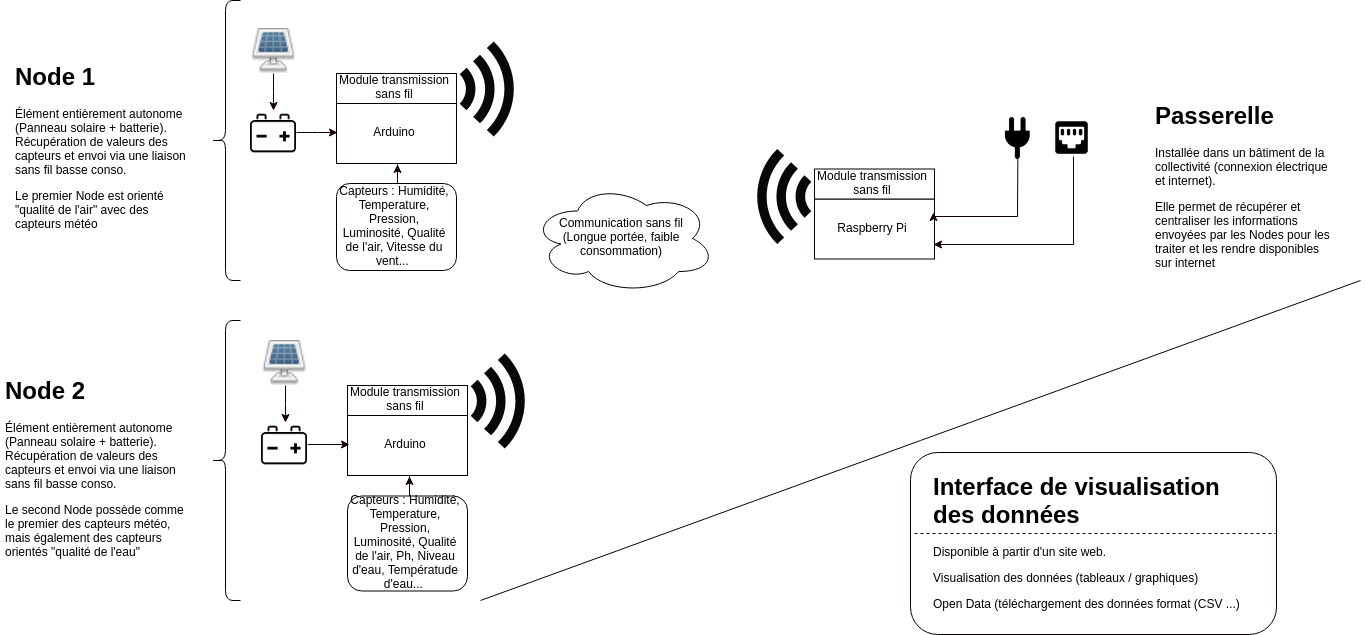 Node 1
Élément entièrement autonome
(Panneau solaire + batterie).
Récupération de valeurs des
capteurs et envoi via une liaison
sans fil basse conso.
Le premier Node est orienté
"qualité de l'air" avec des
capteurs météo
Module transmission
sans fil
Arduino
Capteurs : Humidité,
Temperature,
Pression,
Luminosité, Qualité
de l'air, Vitesse du
vent...
Communication sans fil
(Longue portée, faible
consommation)
Module transmission
sans fil
Raspberry Pi
Passerelle
Installée dans un bâtiment de la
collectivité (connexion électrique
et internet).
Elle permet de récupérer et
centraliser les informations
envoyées par les Nodes pour les
traiter et les rendre disponibles
sur internet
Node 2
Élément entièrement autonome
(Panneau solaire + batterie).
Récupération de valeurs des
capteurs et envoi via une liaison
sans fil basse conso.
Le second Node possède comme
le premier des capteurs météo,
mais également des capteurs
orientés "qualité de l'eau"
Module transmission
sans fil
Arduino
Capteurs : Humidité,
Temperature,
Pression,
Luminosité, Qualité
de l'air, Ph, Niveau
d'eau, Températude
d'eau...
Interface de visualisation
des données
Disponible à partir d'un site web.
Visualisation des données (tableaux / graphiques)
Open Data (téléchargement des données format (CSV ...)